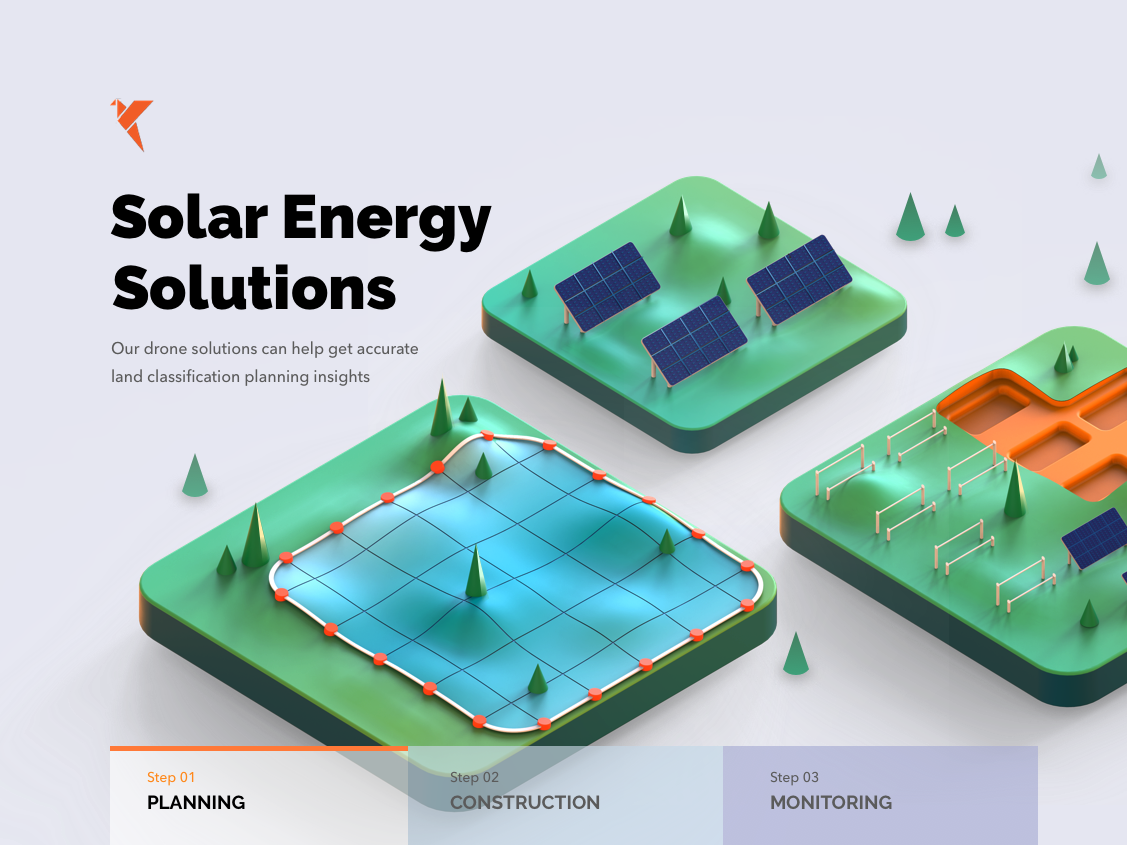 Solar Energy
Solutions
Our drone solutions can help get accurate
land classification planning insights
Step 01
PLANNING
Step 02
CONSTRUCTION
Step 03
MONITORING